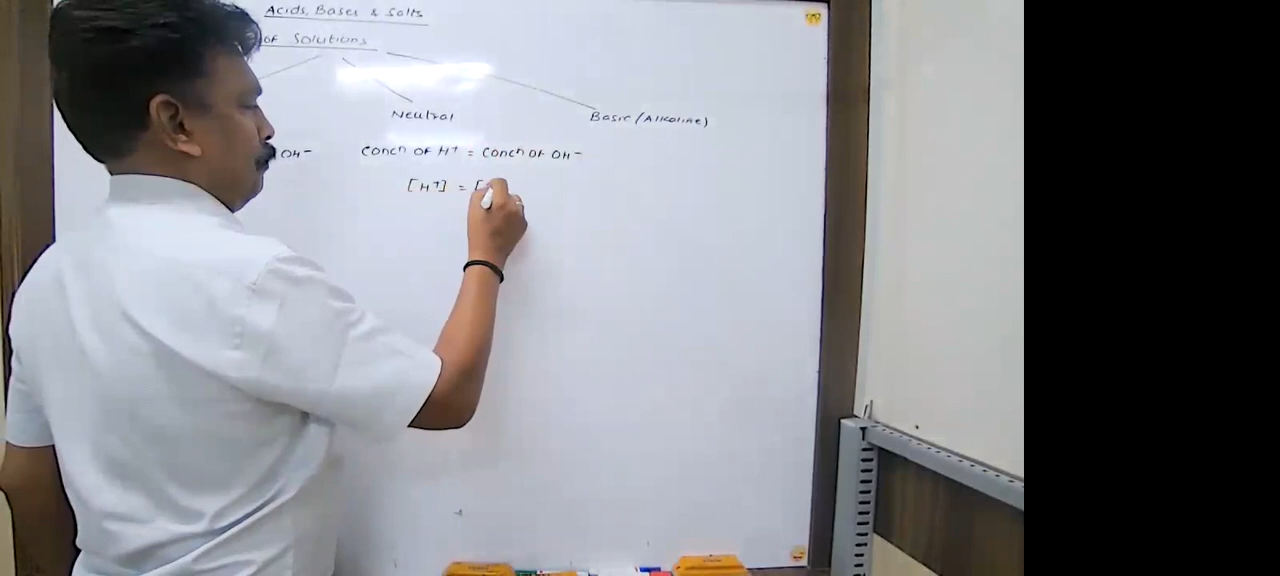 Acids, Bases & Salts
of Solutions
Neutral
Basic (Alkaline)
OH-
Concn of H+ = Concn of OH-
[H+] = [